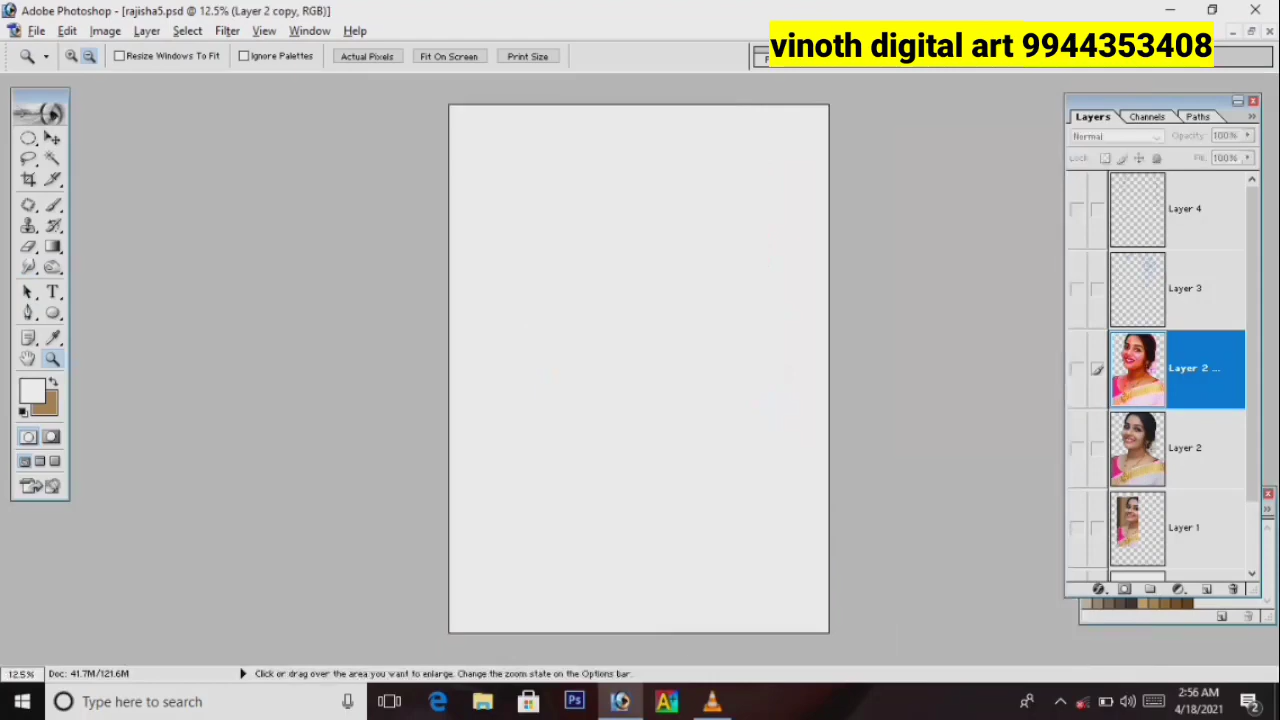 Adobe Photoshop - [rajisha5.psd @ 12.5% (Layer 2 copy, RGB)]
File Edit Image Layer Select Filter View Window Help
vinoth digital art 9944353408
Resize Windows To Fit Ignore Palettes Actual Pixels Fit On Screen Print Size
Layers Channels Paths
Normal Opacity: 100%
Lock: Fill: 100%
Layer 4
Layer 3
Layer 2 ...
Layer 2
Layer 1
12.5% Doc: 41.7M/121.6M Click or drag over the area you want to enlarge. Change the zoom state on the Options bar.
Type here to search
2:56 AM
4/18/2021
2